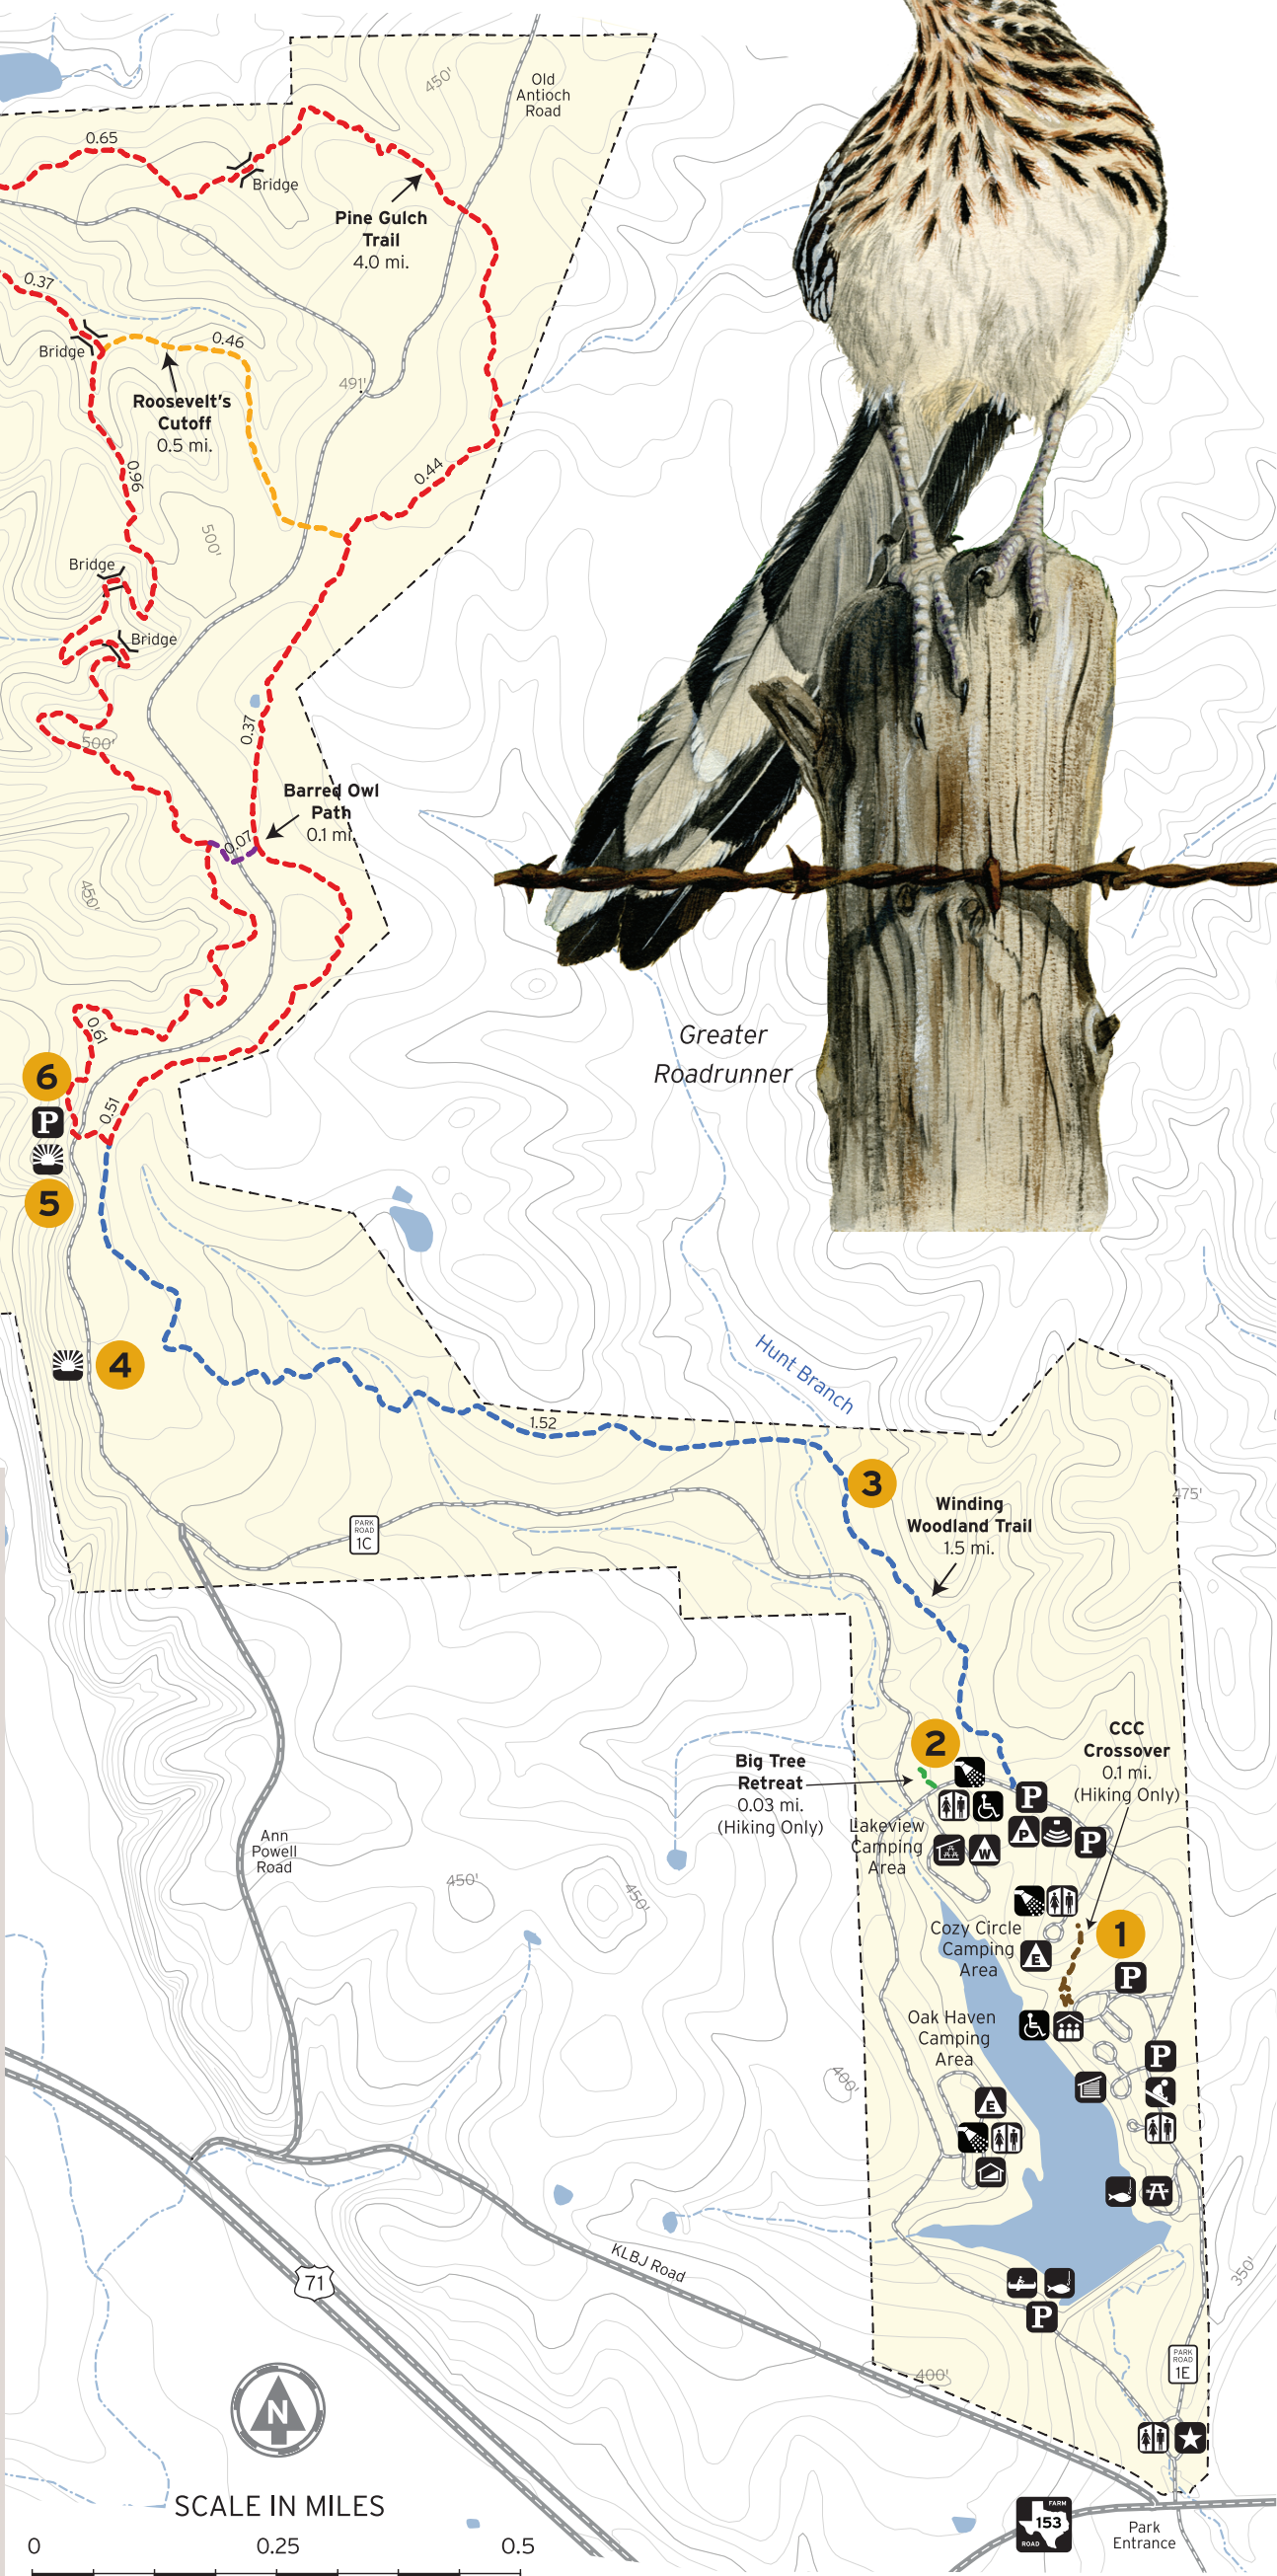 450'
Old
Antioch
Road
0.65
Bridge
Pine Gulch
Trail
4.0 mi.
0.37
Bridge
0.46
491'
Roosevelt's
Cutoff
0.5 mi.
0.96
0.44
500'
Bridge
Bridge
0.37
500'
Barred Owl
Path
0.1 mi.
0.07
450'
Greater
Roadrunner
0.61
6
P
0.51
5
4
Hunt Branch
1.52
3
475'
Winding
Woodland Trail
1.5 mi.
PARK
ROAD
1C
2
CCC
Crossover
0.1 mi.
(Hiking Only)
Big Tree
Retreat
0.03 mi.
(Hiking Only)
P
Lakeview
Camping
Area
P
P
W
Ann
Powell
Road
450'
450'
Cozy Circle
Camping
Area
E
1
P
Oak Haven
Camping
Area
P
400'
E
KLBJ Road
71
350'
P
PARK
ROAD
1E
400'
N
SCALE IN MILES
0 0.25 0.5
FARM
153
ROAD
Park
Entrance